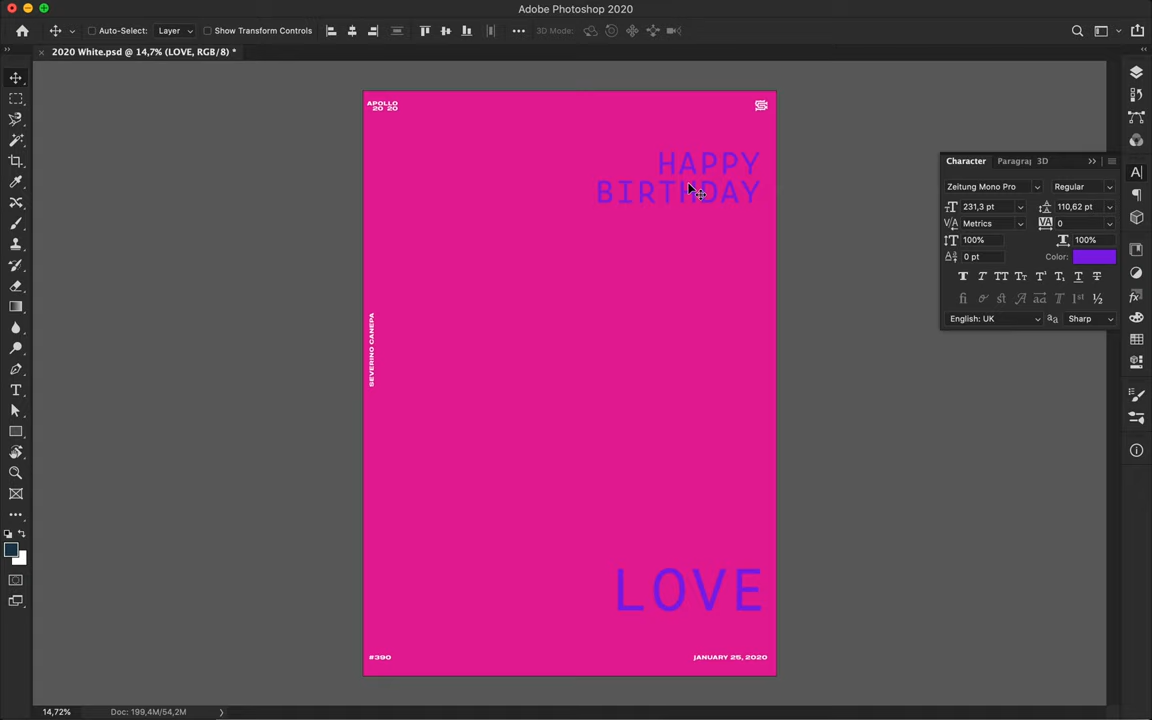 Adobe Photoshop 2020
Auto-Select: Layer Show Transform Controls 3D Mode:
2020 White.psd @ 14,7% (LOVE, RGB/8) *
APOLLO
20 20
HAPPY
BIRTHDAY
SEVERINO CANEPA
LOVE
#390
JANUARY 25, 2020
Character Paragraph 3D
Zeitung Mono Pro Regular
231,3 pt 110,62 pt
Metrics 0
100% 100%
0 pt Color:
English: UK Sharp
14,72% Doc: 199,4M/54,2M